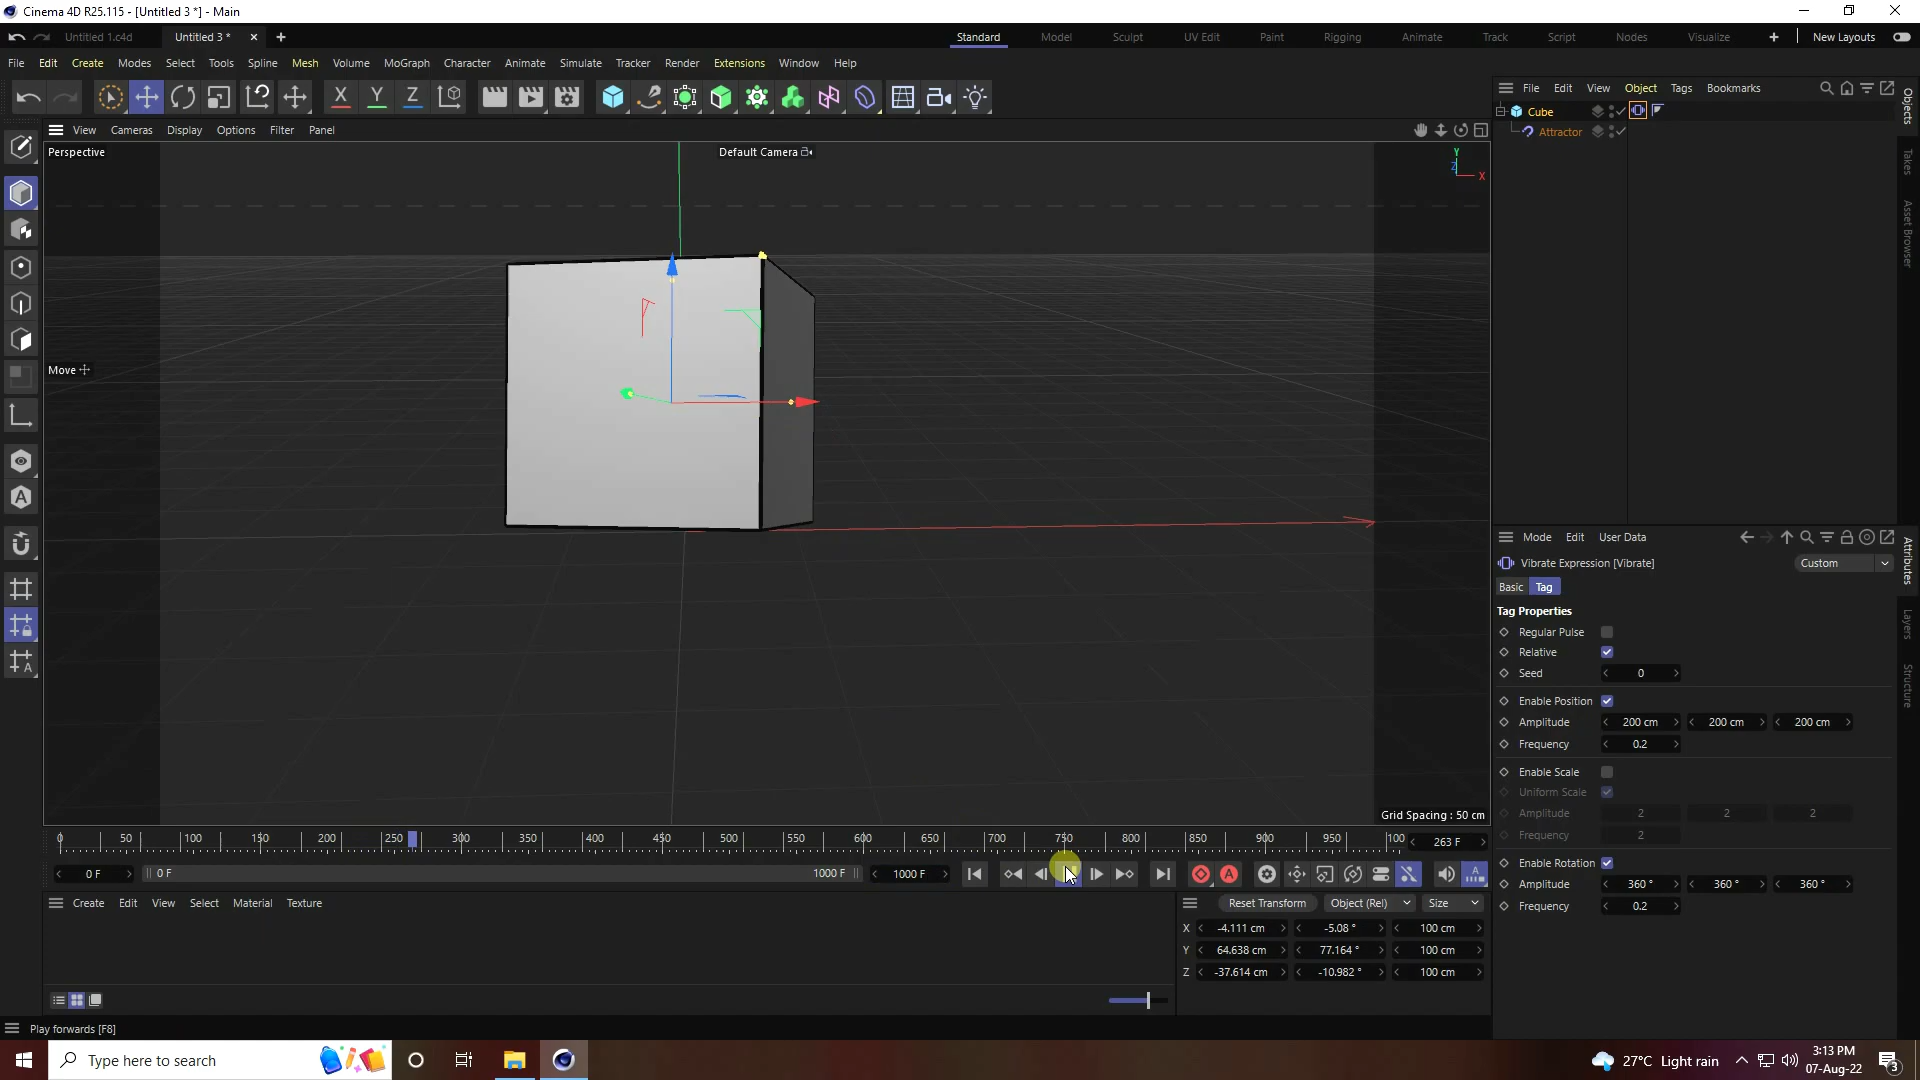 Cinema 4D R25.115 - [Untitled 3 *] - Main
Untitled 1.c4d
Untitled 3 *
Standard
Model
Sculpt
UV Edit
Paint
Rigging
Animate
Track
Script
Nodes
Visualize
New Layouts
File Edit Create Modes Select Tools Spline Mesh Volume MoGraph Character Animate Simulate Tracker Render Extensions Window Help
X Y Z
File Edit View Object Tags Bookmarks
Cube
Attractor
Objects
Takes
Asset Browser
View Cameras Display Options Filter Panel
Perspective
Default Camera
Y
Z
X
Move
Grid Spacing : 50 cm
Mode Edit User Data
Vibrate Expression [Vibrate]
Custom
Basic
Tag
Tag Properties
Regular Pulse
Relative
Seed 0
Enable Position
Amplitude 200 cm 200 cm 200 cm
Frequency 0.2
Enable Scale
Uniform Scale
Amplitude 2 2 2
Frequency 2
Enable Rotation
Amplitude 360 ° 360 ° 360 °
Frequency 0.2
Attributes
Layers
Structure
0 50 100 150 200 250 300 350 400 450 500 550 600 650 700 750 800 850 900 950 100
263 F
0 F
0 F
1000 F
1000 F
Create Edit View Select Material Texture
Reset Transform
Object (Rel)
Size
X -4.111 cm -5.08 ° 100 cm
Y 64.638 cm 77.164 ° 100 cm
Z -37.614 cm -10.982 ° 100 cm
Play forwards [F8]
Type here to search
27°C Light rain
3:13 PM
07-Aug-22
3